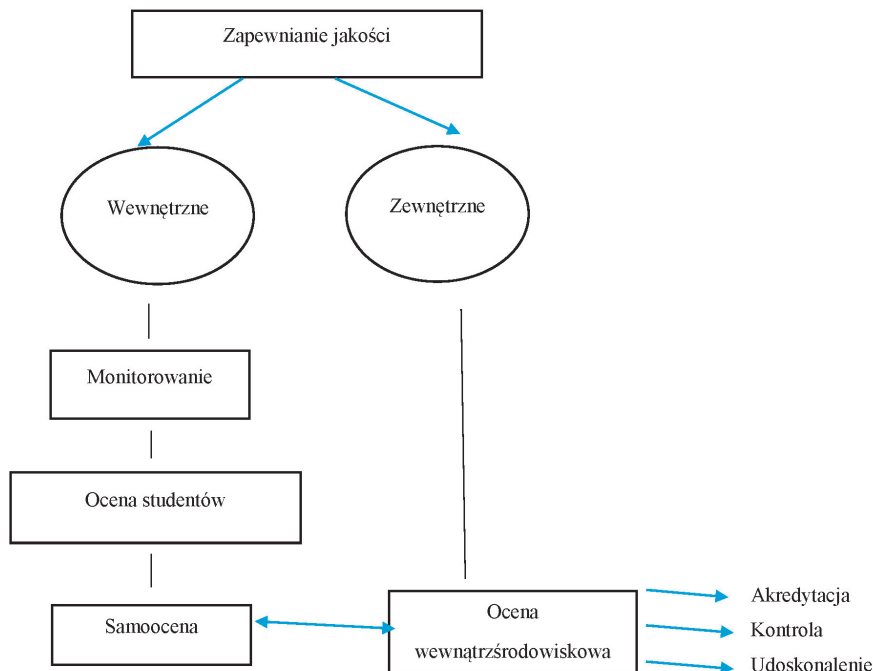 Zapewnianie jakości
Wewnętrzne
Zewnętrzne
Monitorowanie
Ocena studentów
Samoocena
Ocena
wewnątrzśrodowiskowa
Akredytacja
Kontrola
Udoskonalenie